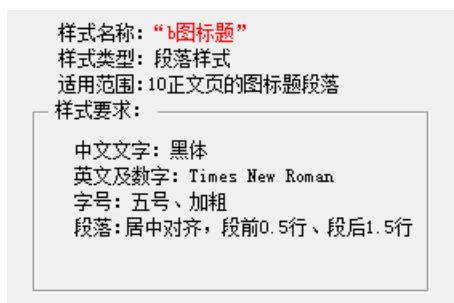 样式名称：“b图标题”
样式类型：段落样式
适用范围：10正文页的图标题段落
样式要求：
中文文字：黑体
英文及数字：Times New Roman
字号：五号、加粗
段落：居中对齐，段前0.5行、段后1.5行